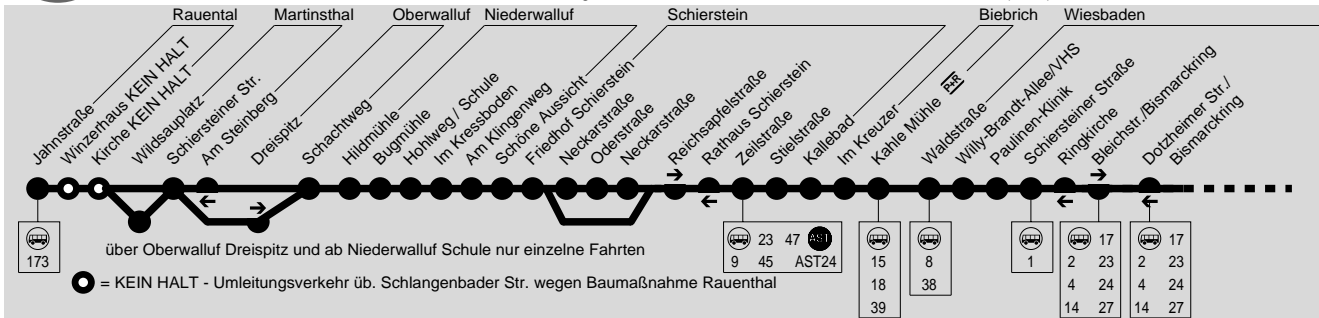 Rauental Martinsthal Oberwalluf Niederwalluf Schierstein Biebrich Wiesbaden
Jahnstraße
Winzerhaus KEIN HALT
Kirche KEIN HALT
Wildsauplatz
Schiersteiner Str.
Am Steinberg
Dreispitz
Schachtweg
Hildmühle
Bugmühle
Hohlweg / Schule
Im Kressboden
Am Klingenweg
Schöne Aussicht
Friedhof Schierstein
Neckarstraße
Oderstraße
Neckarstraße
Reichsapfelstraße
Rathaus Schierstein
Zeilstraße
Stielstraße
Kallebad
Im Kreuzer
Kahle Mühle P+R
Waldstraße
Willy-Brandt-Allee/VHS
Paulinen-Klinik
Schiersteiner Straße
Ringkirche
Bleichstr./Bismarckring
Dotzheimer Str./
Bismarckring
173
über Oberwalluf Dreispitz und ab Niederwalluf Schule nur einzelne Fahrten
= KEIN HALT - Umleitungsverkehr üb. Schlangenbader Str. wegen Baumaßnahme Rauenthal
23 47 AST
9 45 AST24
15
18
39
8
38
1
17
2 23
4 24
14 27
17
2 23
4 24
14 27